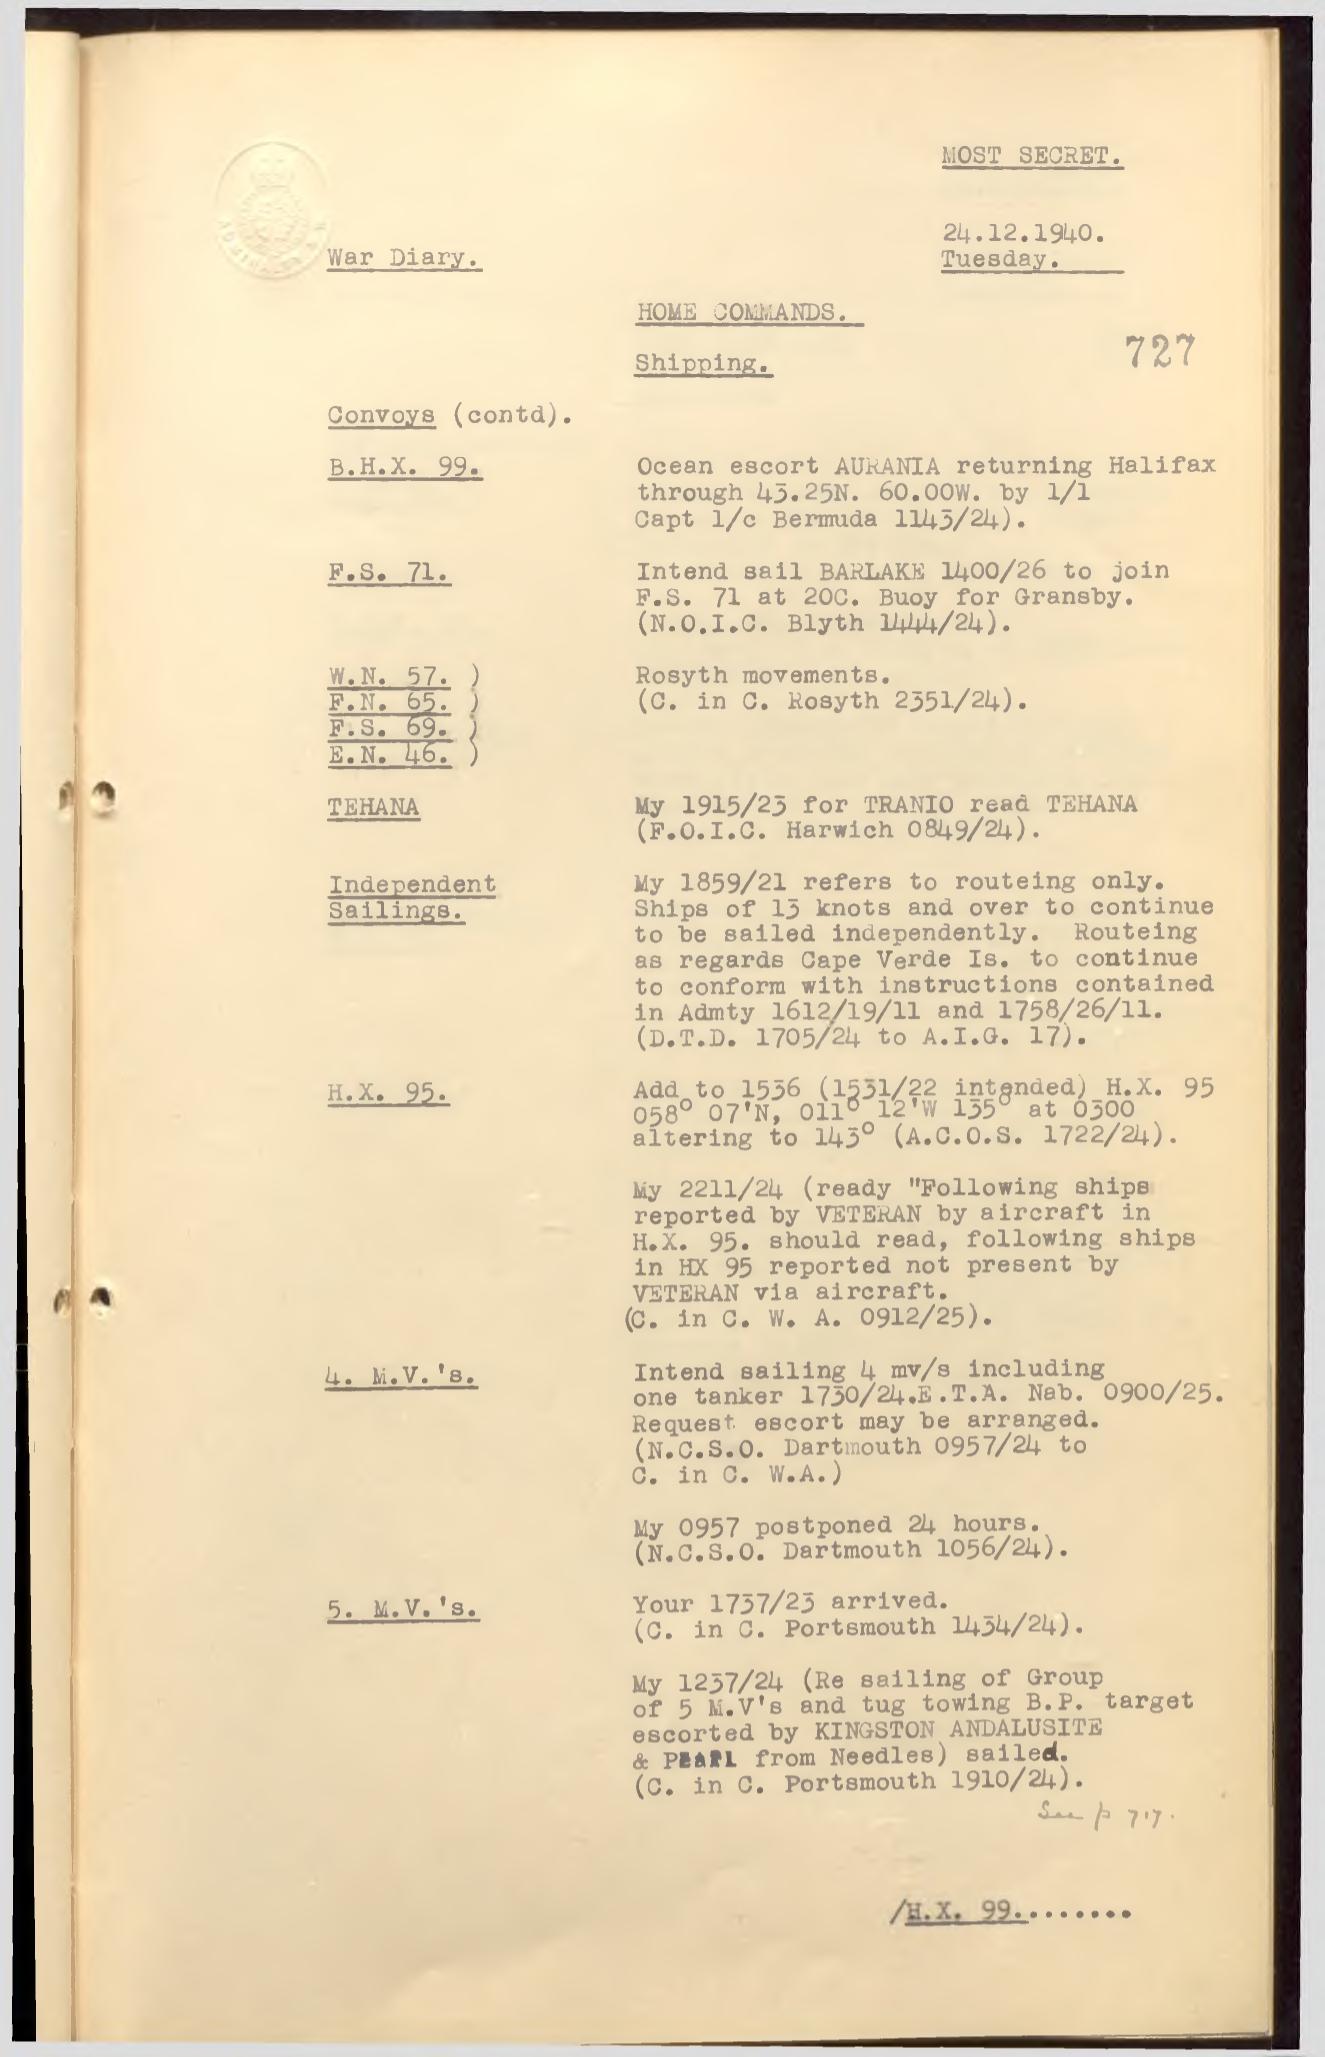 MOST SECRET.
24.12.1940.
War Diary.
Tuesday.
HOME COMMANDS.
727
Shipping.
Convoys (contd).
B.H.X. 99.
Ocean escort AURANIA returning Halifax
through 43.25N. 60.00W. by 1/1
Capt 1/c Bermuda 1143/24).
F.S. 71.
Intend sail BARLAKE 1400/26 to join
F.S. 71 at 20C. Buoy for Gransby.
(N.O.I.C. Blyth 1444/24).
W.N. 57. )
F.N. 65. )
F.S. 69. )
E.N. 46. )
Rosyth movements.
(C. in C. Rosyth 2351/24).
TEHANA
My 1915/23 for TRANIO read TEHANA
(F.O.I.C. Harwich 0849/24).
Independent
Sailings.
My 1859/21 refers to routeing only.
Ships of 13 knots and over to continue
to be sailed independently. Routeing
as regards Cape Verde Is. to continue
to conform with instructions contained
in Admty 1612/19/11 and 1758/26/11.
(D.T.D. 1705/24 to A.I.G. 17).
H.X. 95.
Add to 1536 (1531/22 intended) H.X. 95
058° 07'N, 011° 12'W 135° at 0300
altering to 143° (A.C.O.S. 1722/24).
My 2211/24 (ready "Following ships
reported by VETERAN by aircraft in
H.X. 95. should read, following ships
in HX 95 reported not present by
VETERAN via aircraft.
(C. in C. W. A. 0912/25).
4. M.V.'s.
Intend sailing 4 mv/s including
one tanker 1730/24.E.T.A. Nab. 0900/25.
Request escort may be arranged.
(N.C.S.O. Dartmouth 0957/24 to
C. in C. W.A.)
My 0957 postponed 24 hours.
(N.C.S.O. Dartmouth 1056/24).
5. M.V.'s.
Your 1737/23 arrived.
(C. in C. Portsmouth 1434/24).
My 1237/24 (Re sailing of Group
of 5 M.V's and tug towing B.P. target
escorted by KINGSTON ANDALUSITE
& PEARL from Needles) sailed.
(C. in C. Portsmouth 1910/24).
See p 717.
/H.X. 99........